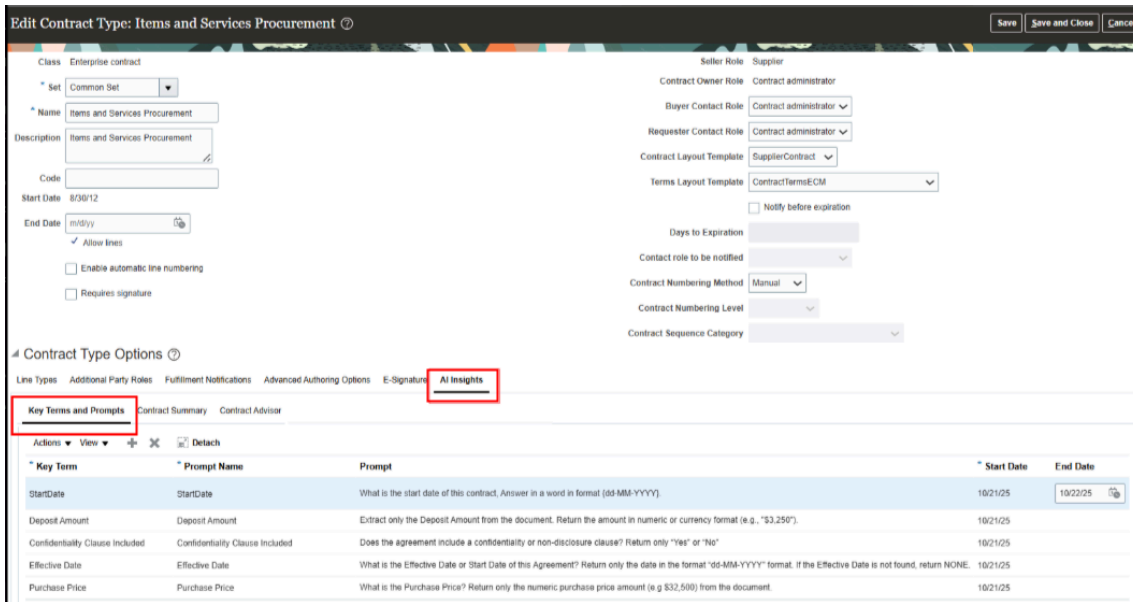 Edit Contract Type: Items and Services Procurement
Save Save and Close Cance
Class Enterprise contract
* Set Common Set
* Name Items and Services Procurement
Description Items and Services Procurement
Code
Start Date 8/30/12
End Date m/d/yy
Allow lines
Enable automatic line numbering
Requires signature
Seller Role Supplier
Contract Owner Role Contract administrator
Buyer Contact Role Contract administrator
Requester Contact Role Contract administrator
Contract Layout Template SupplierContract
Terms Layout Template ContractTermsECM
Notify before expiration
Days to Expiration
Contact role to be notified
Contract Numbering Method Manual
Contract Numbering Level
Contract Sequence Category
Contract Type Options
Line Types Additional Party Roles Fulfillment Notifications Advanced Authoring Options E-Signature AI Insights
Key Terms and Prompts Contract Summary Contract Advisor
Actions View Detach
* Key Term * Prompt Name Prompt * Start Date End Date
StartDate StartDate What is the start date of this contract, Answer in a word in format {dd-MM-YYYY}. 10/21/25 10/22/25
Deposit Amount Deposit Amount Extract only the Deposit Amount from the document. Return the amount in numeric or currency format (e.g., "$3,250"). 10/21/25
Confidentiality Clause Included Confidentiality Clause Included Does the agreement include a confidentiality or non-disclosure clause? Return only "Yes" or "No" 10/21/25
Effective Date Effective Date What is the Effective Date or Start Date of this Agreement? Return only the date in the format "dd-MM-YYYY" format. If the Effective Date is not found, return NONE. 10/21/25
Purchase Price Purchase Price What is the Purchase Price? Return only the numeric purchase price amount (e.g $32,500) from the document. 10/21/25